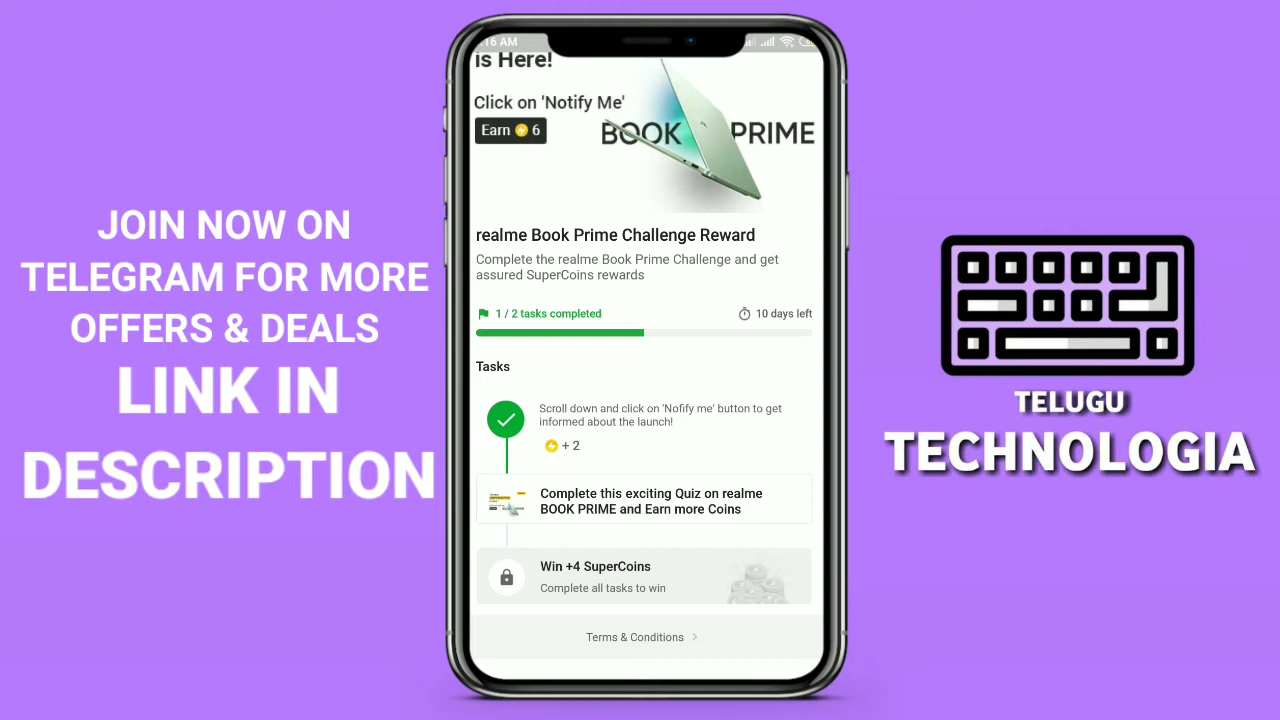 JOIN NOW ON
TELEGRAM FOR MORE
OFFERS & DEALS
LINK IN
DESCRIPTION
16 AM
is Here!
Click on 'Notify Me'
Earn 6
BOOK PRIME
realme Book Prime Challenge Reward
Complete the realme Book Prime Challenge and get
assured SuperCoins rewards
1 / 2 tasks completed
10 days left
Tasks
Scroll down and click on 'Nofify me' button to get
informed about the launch!
+ 2
Complete this exciting Quiz on realme
BOOK PRIME and Earn more Coins
Win +4 SuperCoins
Complete all tasks to win
Terms & Conditions
TELUGU
TECHNOLOGIA